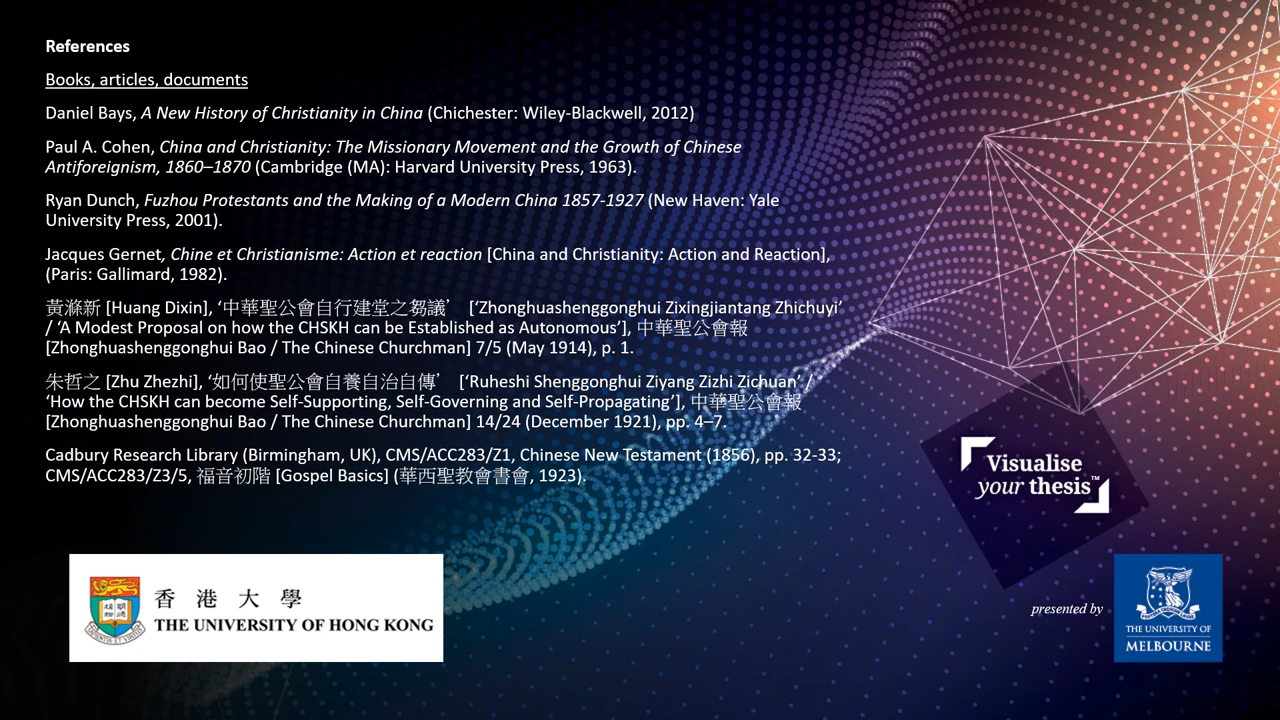 References
Books, articles, documents
Daniel Bays, A New History of Christianity in China (Chichester: Wiley-Blackwell, 2012)
Paul A. Cohen, China and Christianity: The Missionary Movement and the Growth of Chinese
Antiforeignism, 1860–1870 (Cambridge (MA): Harvard University Press, 1963).
Ryan Dunch, Fuzhou Protestants and the Making of a Modern China 1857-1927 (New Haven: Yale
University Press, 2001).
Jacques Gernet, Chine et Christianisme: Action et reaction [China and Christianity: Action and Reaction],
(Paris: Gallimard, 1982).
黃滌新 [Huang Dixin], ‘中華聖公會自行建堂之芻議’ [‘Zhonghuashenggonghui Zixingjiantang Zhichuyi’
/ ‘A Modest Proposal on how the CHSKH can be Established as Autonomous’], 中華聖公會報
[Zhonghuashenggonghui Bao / The Chinese Churchman] 7/5 (May 1914), p. 1.
朱哲之 [Zhu Zhezhi], ‘如何使聖公會自養自治自傳’ [‘Ruheshi Shenggonghui Ziyang Zizhi Zichuan’ /
‘How the CHSKH can become Self-Supporting, Self-Governing and Self-Propagating’], 中華聖公會報
[Zhonghuashenggonghui Bao / The Chinese Churchman] 14/24 (December 1921), pp. 4–7.
Cadbury Research Library (Birmingham, UK), CMS/ACC283/Z1, Chinese New Testament (1856), pp. 32-33;
CMS/ACC283/Z3/5, 福音初階 [Gospel Basics] (華西聖教會書會, 1923).
Visualise
your thesis™
香港大學
THE UNIVERSITY OF HONG KONG
presented by
THE UNIVERSITY OF
MELBOURNE